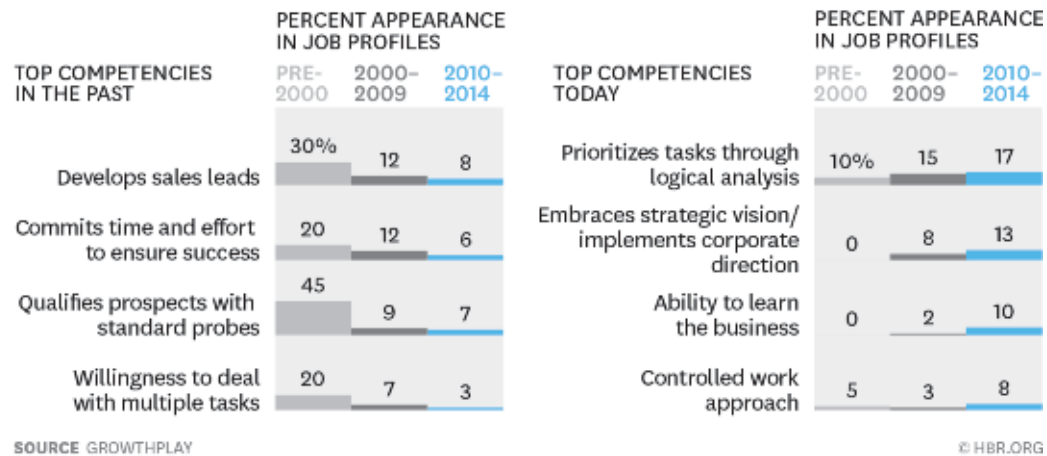 PERCENT APPEARANCE
IN JOB PROFILES
TOP COMPETENCIES
IN THE PAST
PRE-
2000
2000–
2009
2010–
2014
Develops sales leads
30%
12
8
Commits time and effort
to ensure success
20
12
6
Qualifies prospects with
standard probes
45
9
7
Willingness to deal
with multiple tasks
20
7
3
PERCENT APPEARANCE
IN JOB PROFILES
TOP COMPETENCIES
TODAY
PRE-
2000
2000–
2009
2010–
2014
Prioritizes tasks through
logical analysis
10%
15
17
Embraces strategic vision/
implements corporate
direction
0
8
13
Ability to learn
the business
0
2
10
Controlled work
approach
5
3
8
SOURCE GROWTHPLAY
© HBR.ORG